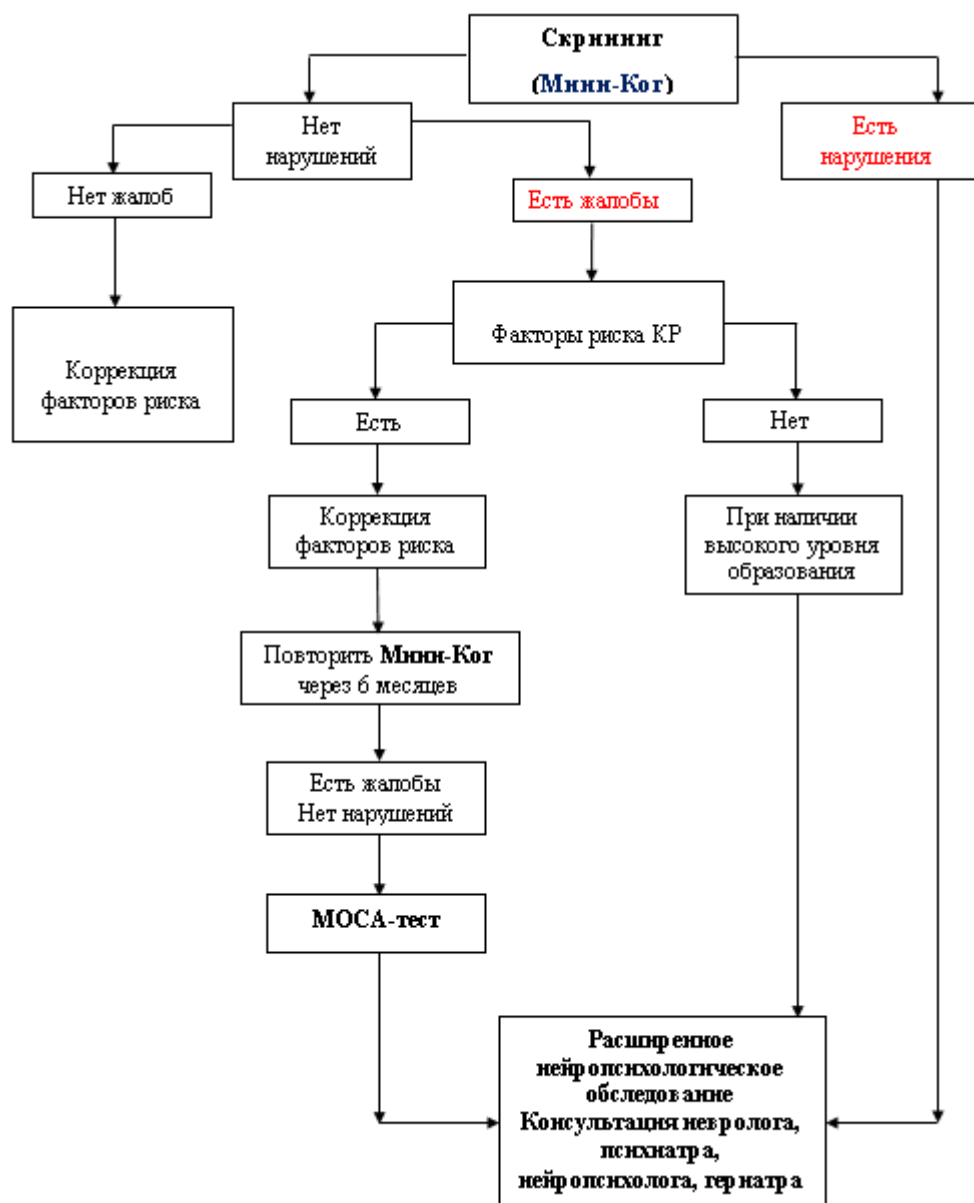 Скрининг
(Мини-Ког)
Нет
нарушений
Есть
нарушения
Нет жалоб
Есть жалобы
Коррекция
факторов риска
Факторы риска КР
Есть
Нет
Коррекция
факторов риска
При наличии
высокого уровня
образования
Повторить Мини-Ког
через 6 месяцев
Есть жалобы
Нет нарушений
МОСА-тест
Расширенное
нейропсихологическое
обследование
Консультация невролога,
психиатра,
нейропсихолога, гериатра